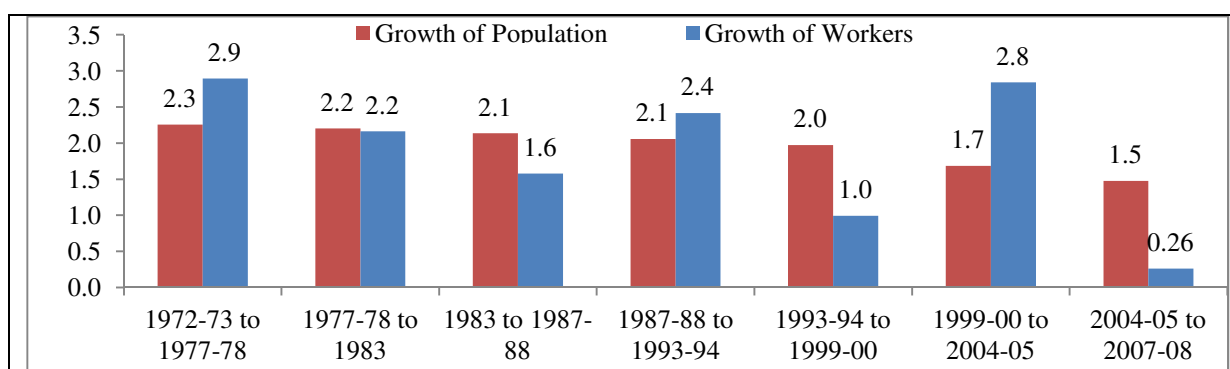 Growth of Population Growth of Workers
3.5
3.0
2.5
2.0
1.5
1.0
0.5
0.0
2.3 2.9 2.2 2.2 2.1 1.6 2.1 2.4 2.0 1.0 1.7 2.8 1.5 0.26
1972-73 to 1977-78 to 1983 to 1987- 1987-88 to 1993-94 to 1999-00 to 2004-05 to
1977-78 1983 88 1993-94 1999-00 2004-05 2007-08